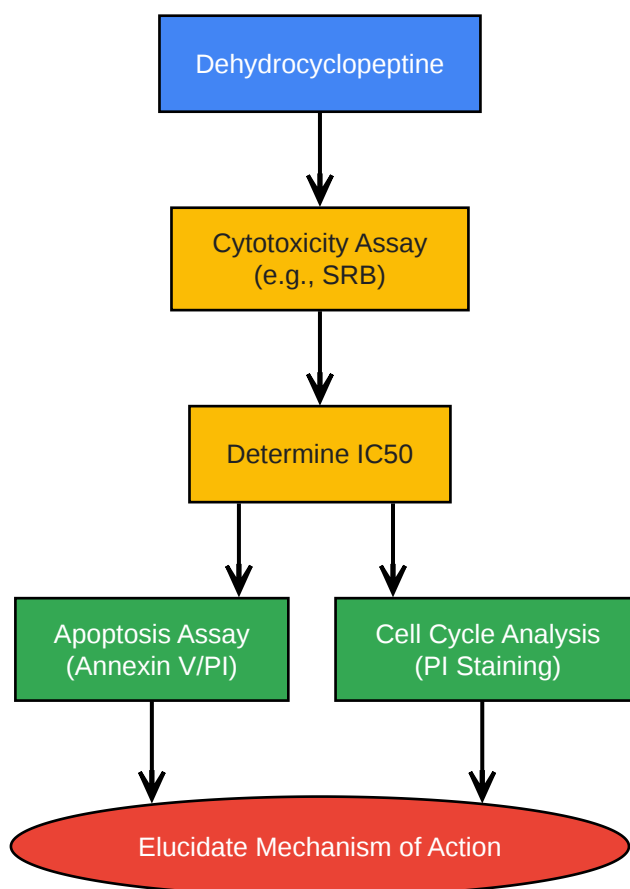 Dehydrocyclopeptine
Cytotoxicity Assay
(e.g., SRB)
Determine IC50
Apoptosis Assay
(Annexin V/PI)
Cell Cycle Analysis
(PI Staining)
Elucidate Mechanism of Action